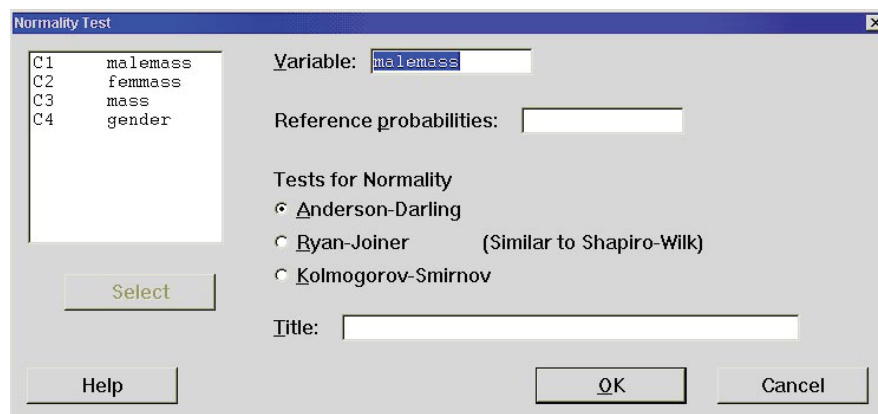 Normality Test
C1 malemass
C2 femmass
C3 mass
C4 gender
Select
Variable: malemass
Reference probabilities:
Tests for Normality
Anderson-Darling
Ryan-Joiner (Similar to Shapiro-Wilk)
Kolmogorov-Smirnov
Title:
Help
OK
Cancel